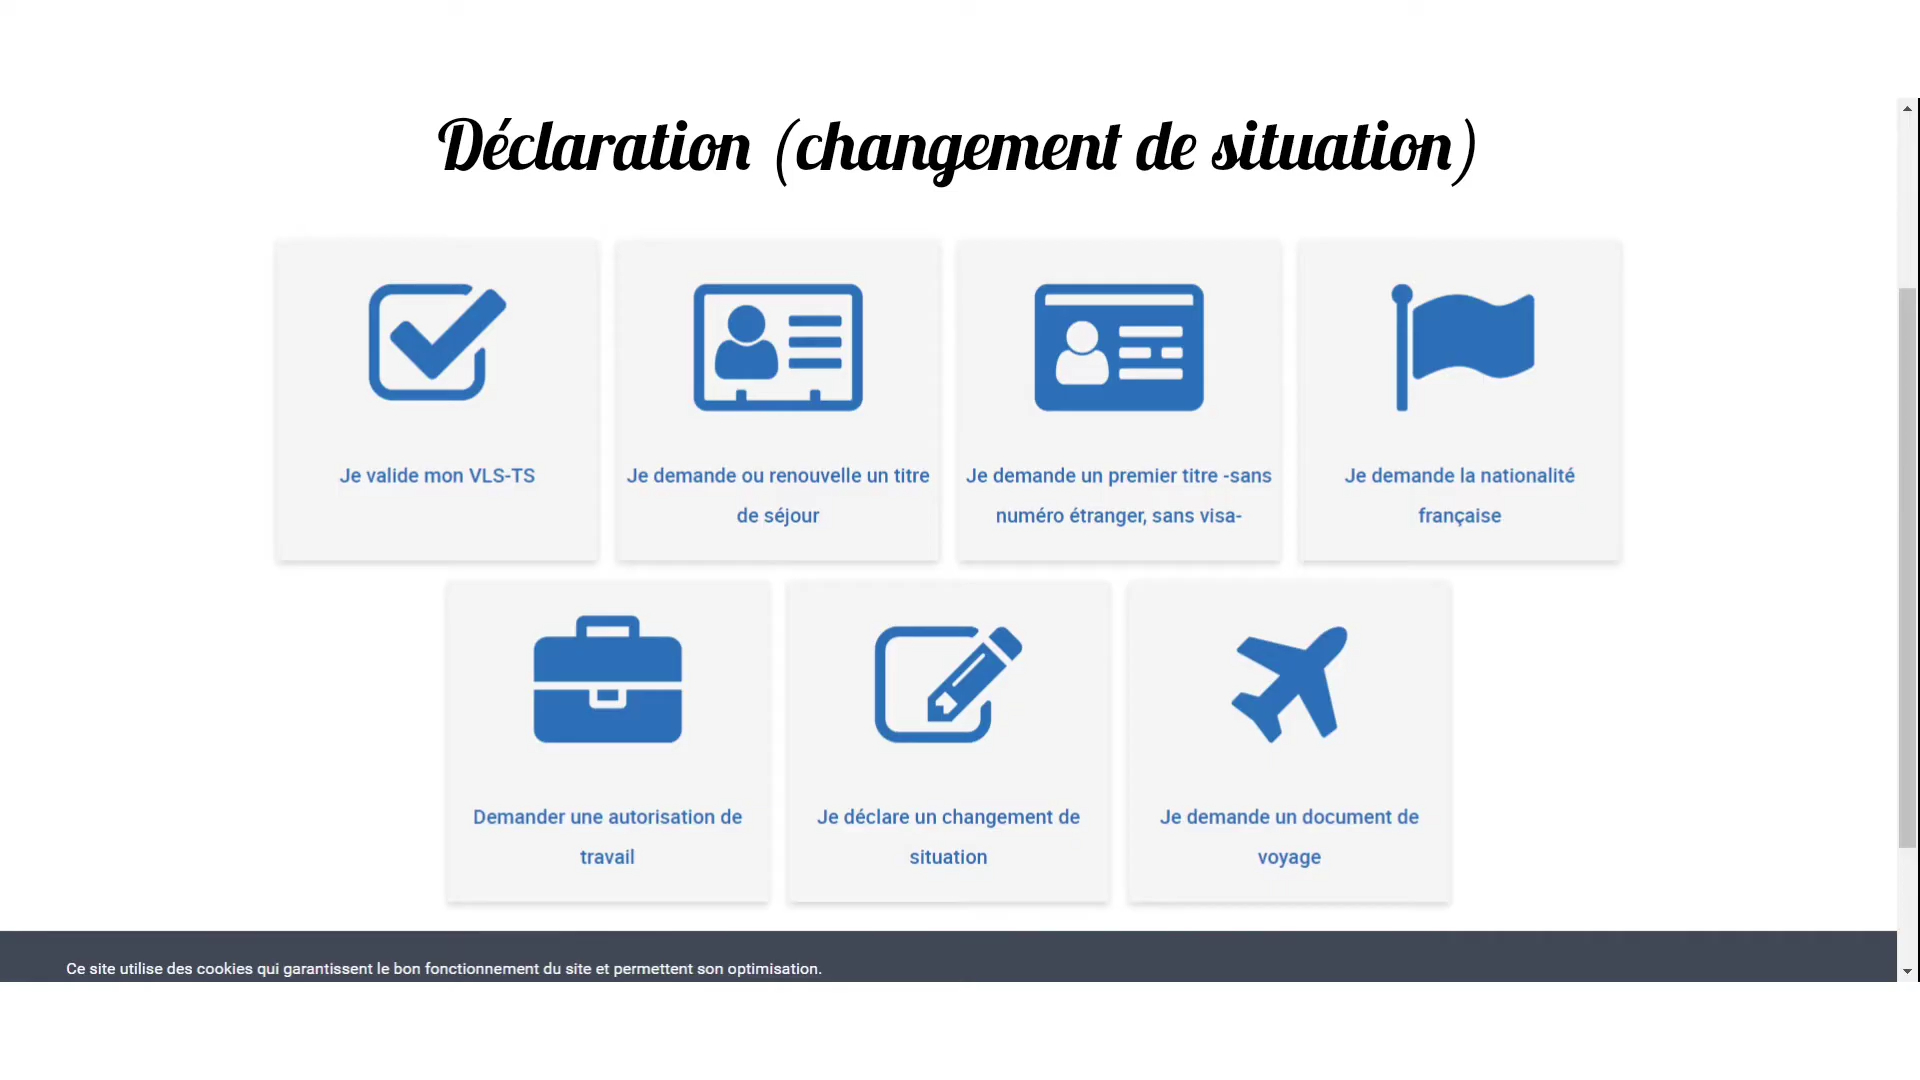 Déclaration (changement de situation)
Je valide mon VLS-TS
Je demande ou renouvelle un titre
de séjour
Je demande un premier titre -sans
numéro étranger, sans visa-
Je demande la nationalité
française
Demander une autorisation de
travail
Je déclare un changement de
situation
Je demande un document de
voyage
Ce site utilise des cookies qui garantissent le bon fonctionnement du site et permettent son optimisation.